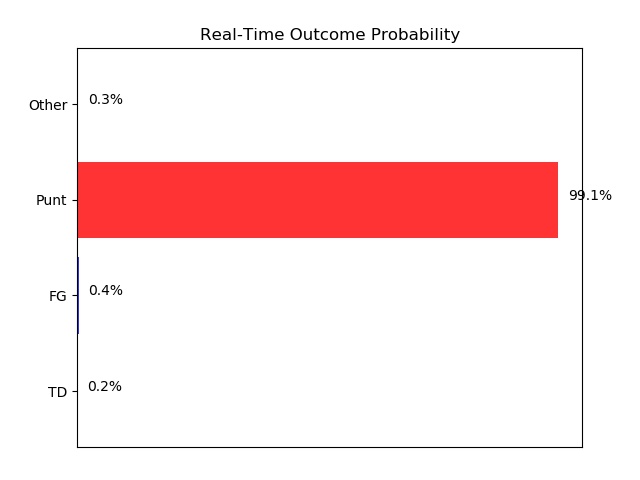 Real-Time Outcome Probability
Other
0.3%
Punt
99.1%
FG
0.4%
TD
0.2%